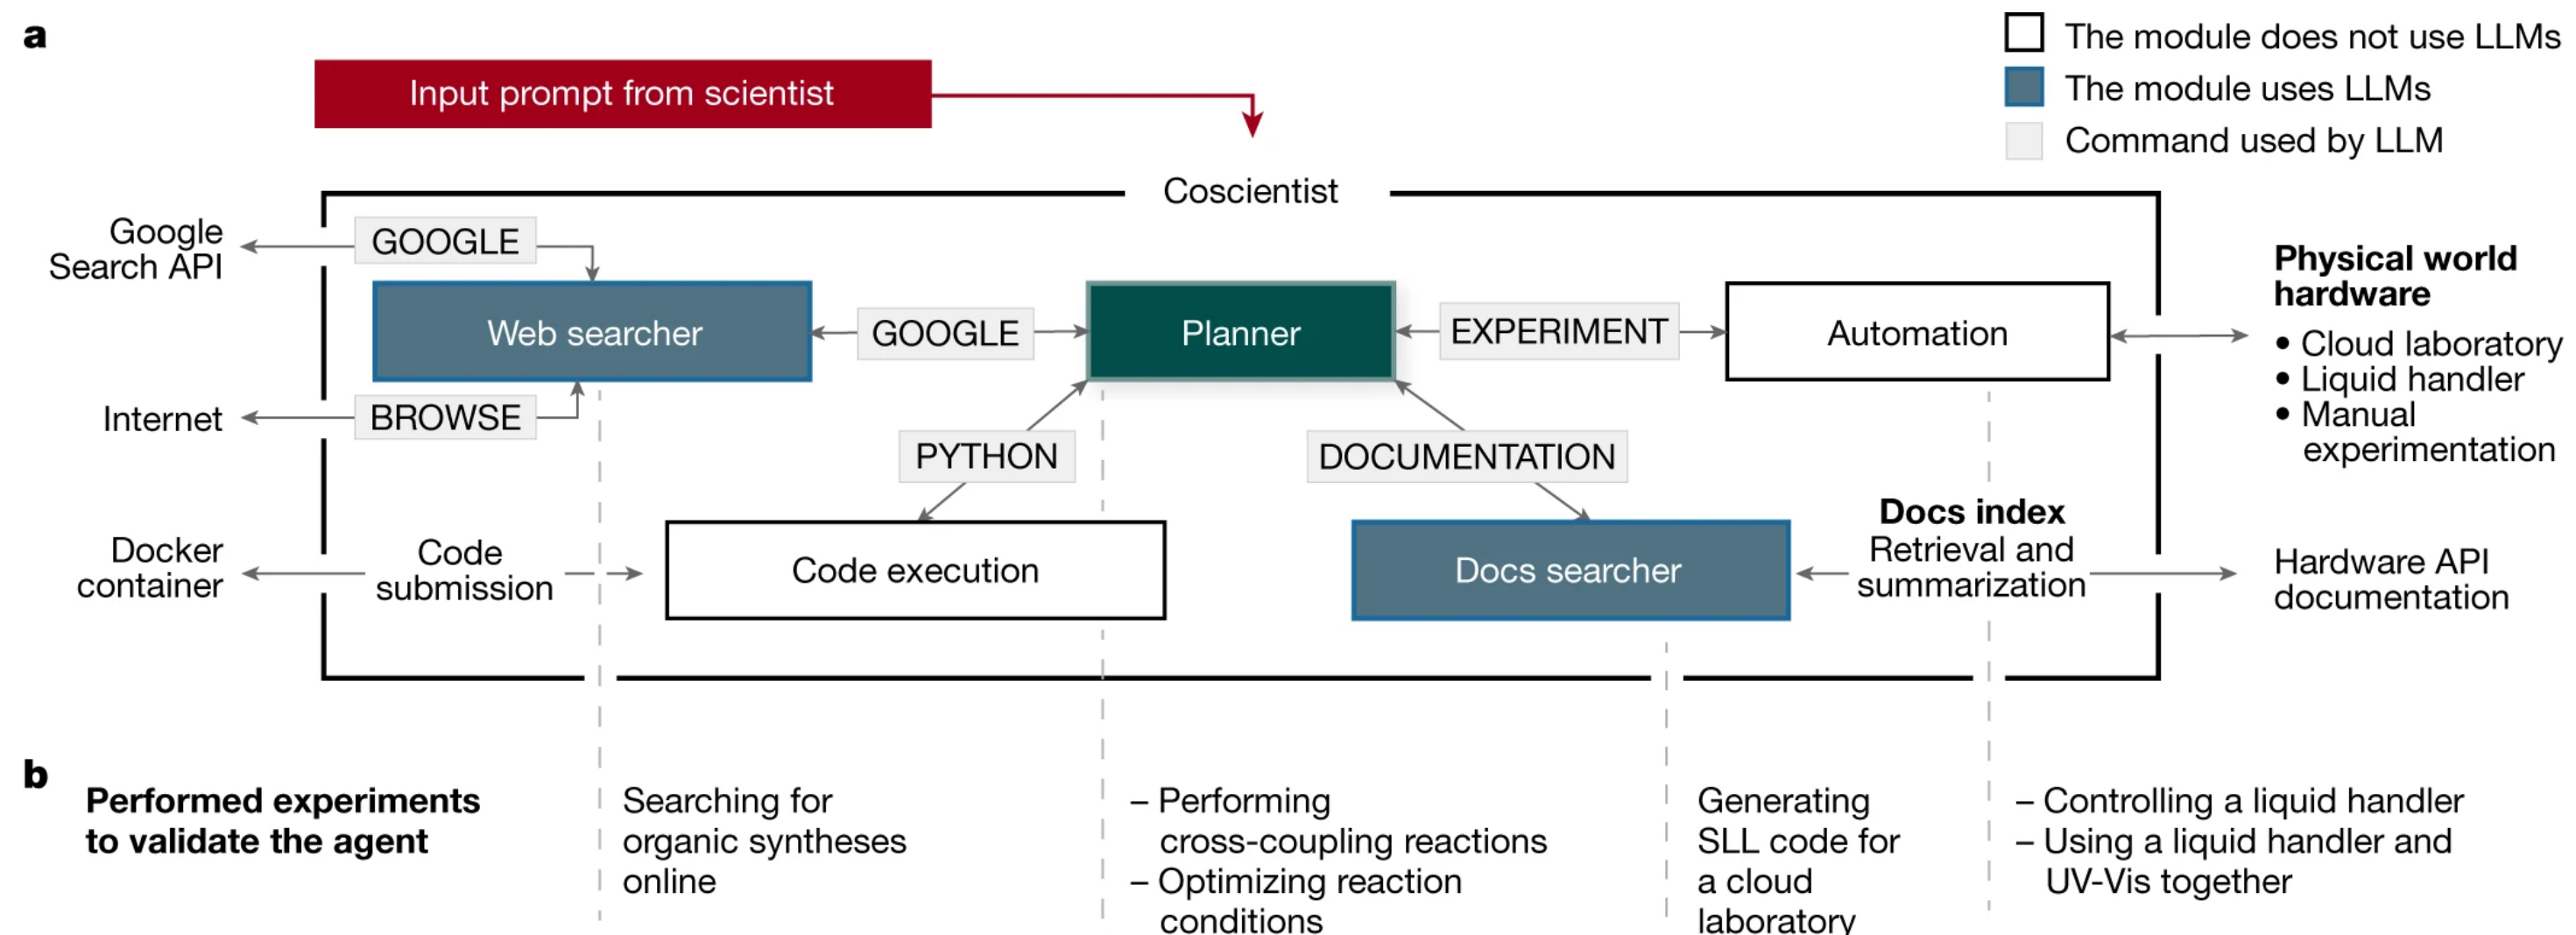 a
Input prompt from scientist
The module does not use LLMs
The module uses LLMs
Command used by LLM
Coscientist
Google
Search API
GOOGLE
Web searcher
GOOGLE
Planner
EXPERIMENT
Automation
Physical world
hardware
• Cloud laboratory
• Liquid handler
• Manual
experimentation
Internet
BROWSE
PYTHON
DOCUMENTATION
Docker
container
Code
submission
Code execution
Docs searcher
Docs index
Retrieval and
summarization
Hardware API
documentation
b
Performed experiments
to validate the agent
Searching for
organic syntheses
online
– Performing
cross-coupling reactions
– Optimizing reaction
conditions
Generating
SLL code for
a cloud
laboratory
– Controlling a liquid handler
– Using a liquid handler and
UV-Vis together